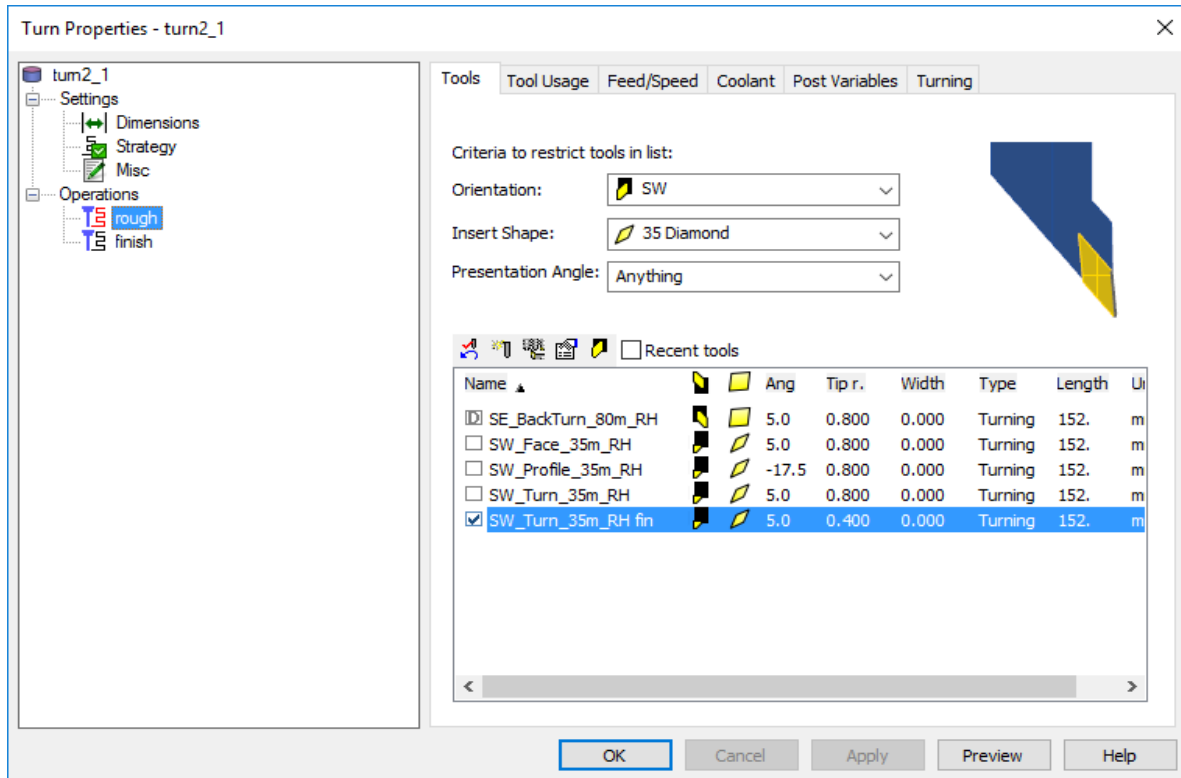 Turn Properties - turn2_1
turn2_1
Settings
Dimensions
Strategy
Misc
Operations
rough
finish
Tools Tool Usage Feed/Speed Coolant Post Variables Turning
Criteria to restrict tools in list:
Orientation: SW
Insert Shape: 35 Diamond
Presentation Angle: Anything
Recent tools
Name Ang Tip r. Width Type Length
D SE_BackTurn_80m_RH 5.0 0.800 0.000 Turning 152. m
SW_Face_35m_RH 5.0 0.800 0.000 Turning 152. m
SW_Profile_35m_RH -17.5 0.800 0.000 Turning 152. m
SW_Turn_35m_RH 5.0 0.800 0.000 Turning 152. m
SW_Turn_35m_RH fin 5.0 0.400 0.000 Turning 152. m
OK Cancel Apply Preview Help